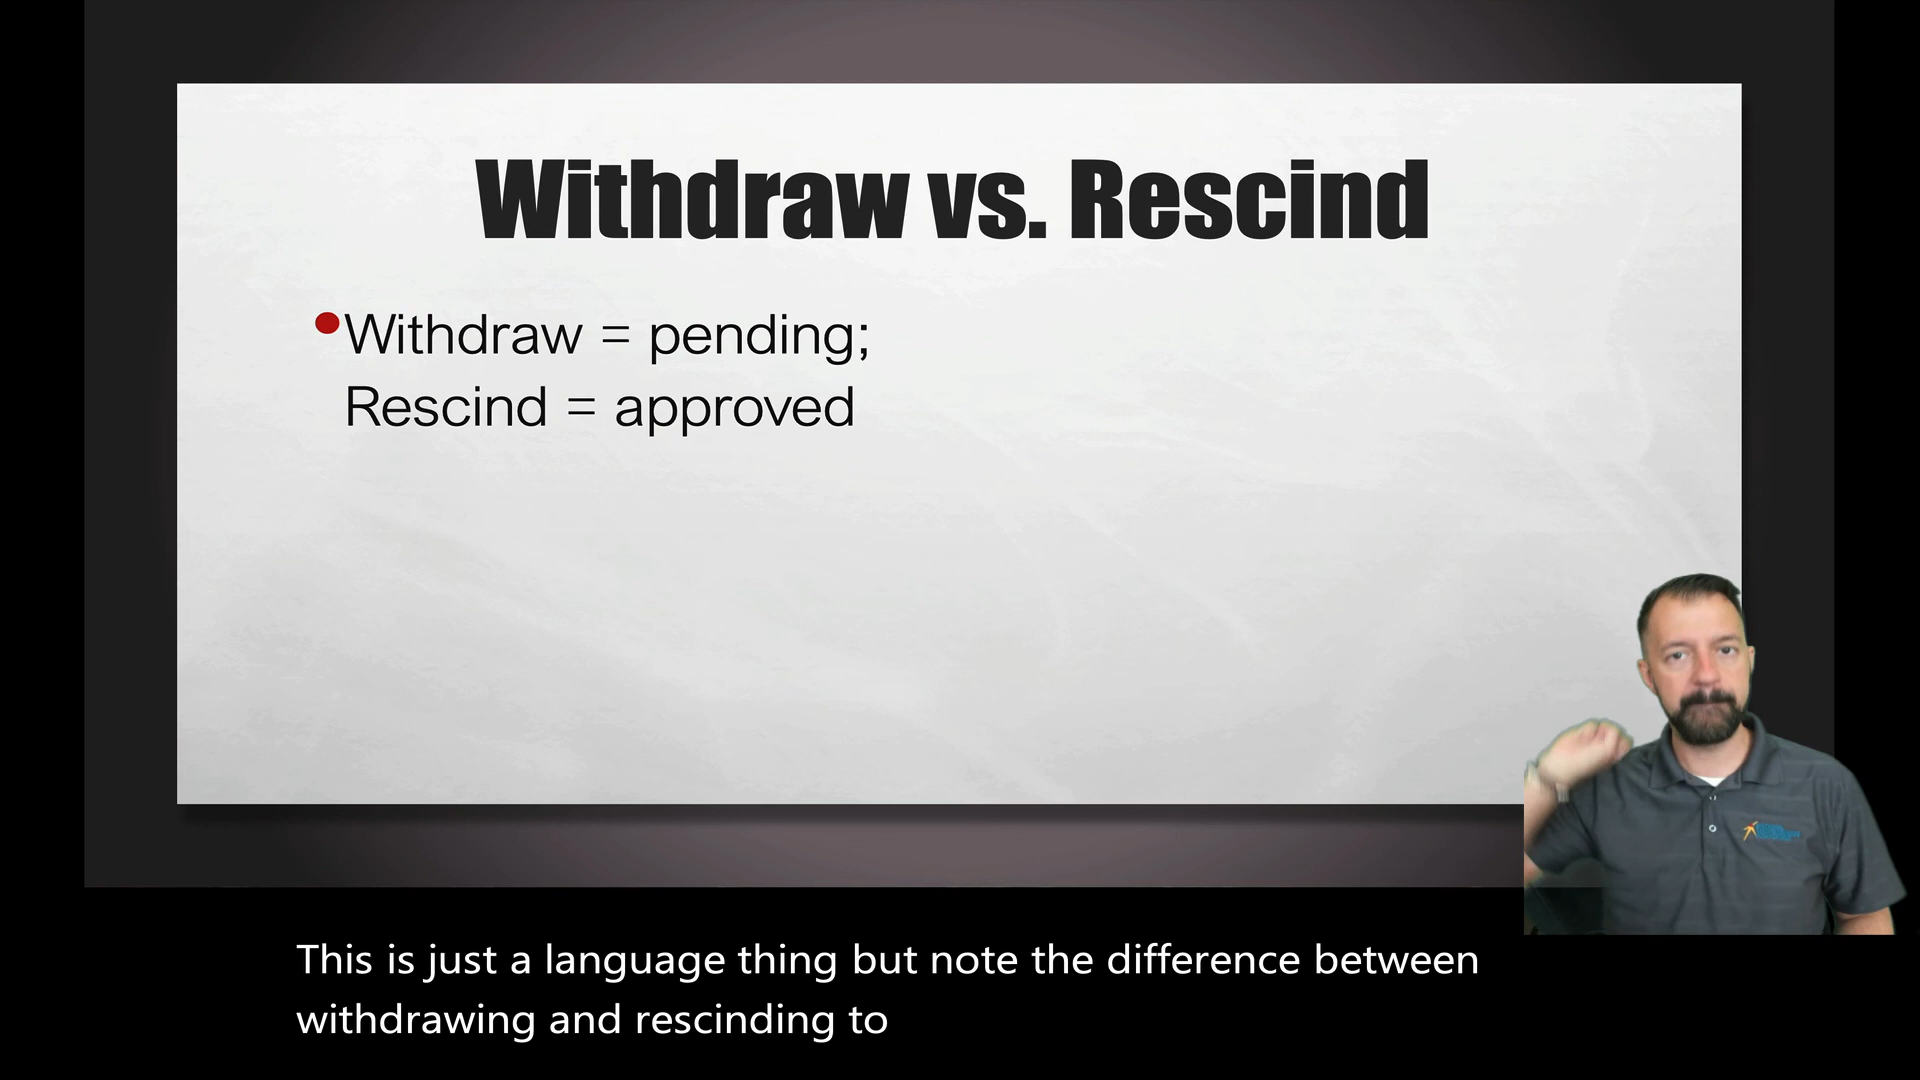 Withdraw vs. Rescind
•Withdraw = pending;
Rescind = approved
This is just a language thing but note the difference between
withdrawing and rescinding to